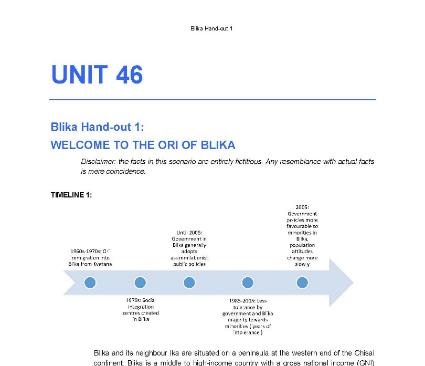 Blika Hand-out 1
UNIT 46
Blika Hand-out 1:
WELCOME TO THE ORI OF BLIKA
Disclaimer: the facts in this scenario are entirely fictitious. Any resemblance with actual facts
is mere coincidence.
TIMELINE 1:
1960s-1970s: Ori
immigration into
Blika from Kvetana
1970s: Social
integration
centres created
in Blika
Until 2005:
Government in
Blika generally
adopts
assimilationist
public policies
1985-2005: Less
tolerance by
government and Blika
majority towards
minorities (years of
intolerance)
2005:
Government
policies more
favourable to
minorities in
Blika,
population
attitudes
change more
slowly
Blika and its neighbour Ika are situated on a peninsula at the western end of the Chisal
continent. Blika is a middle to high-income country with a gross national income (GNI)